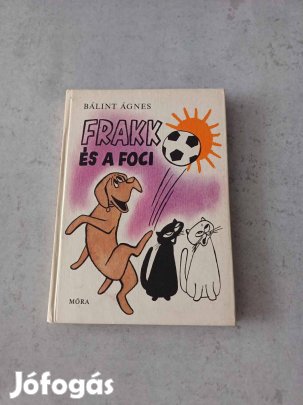 BÁLINT ÁGNES
FRAKK
ÉS A FOCI
MÓRA
Jófogás